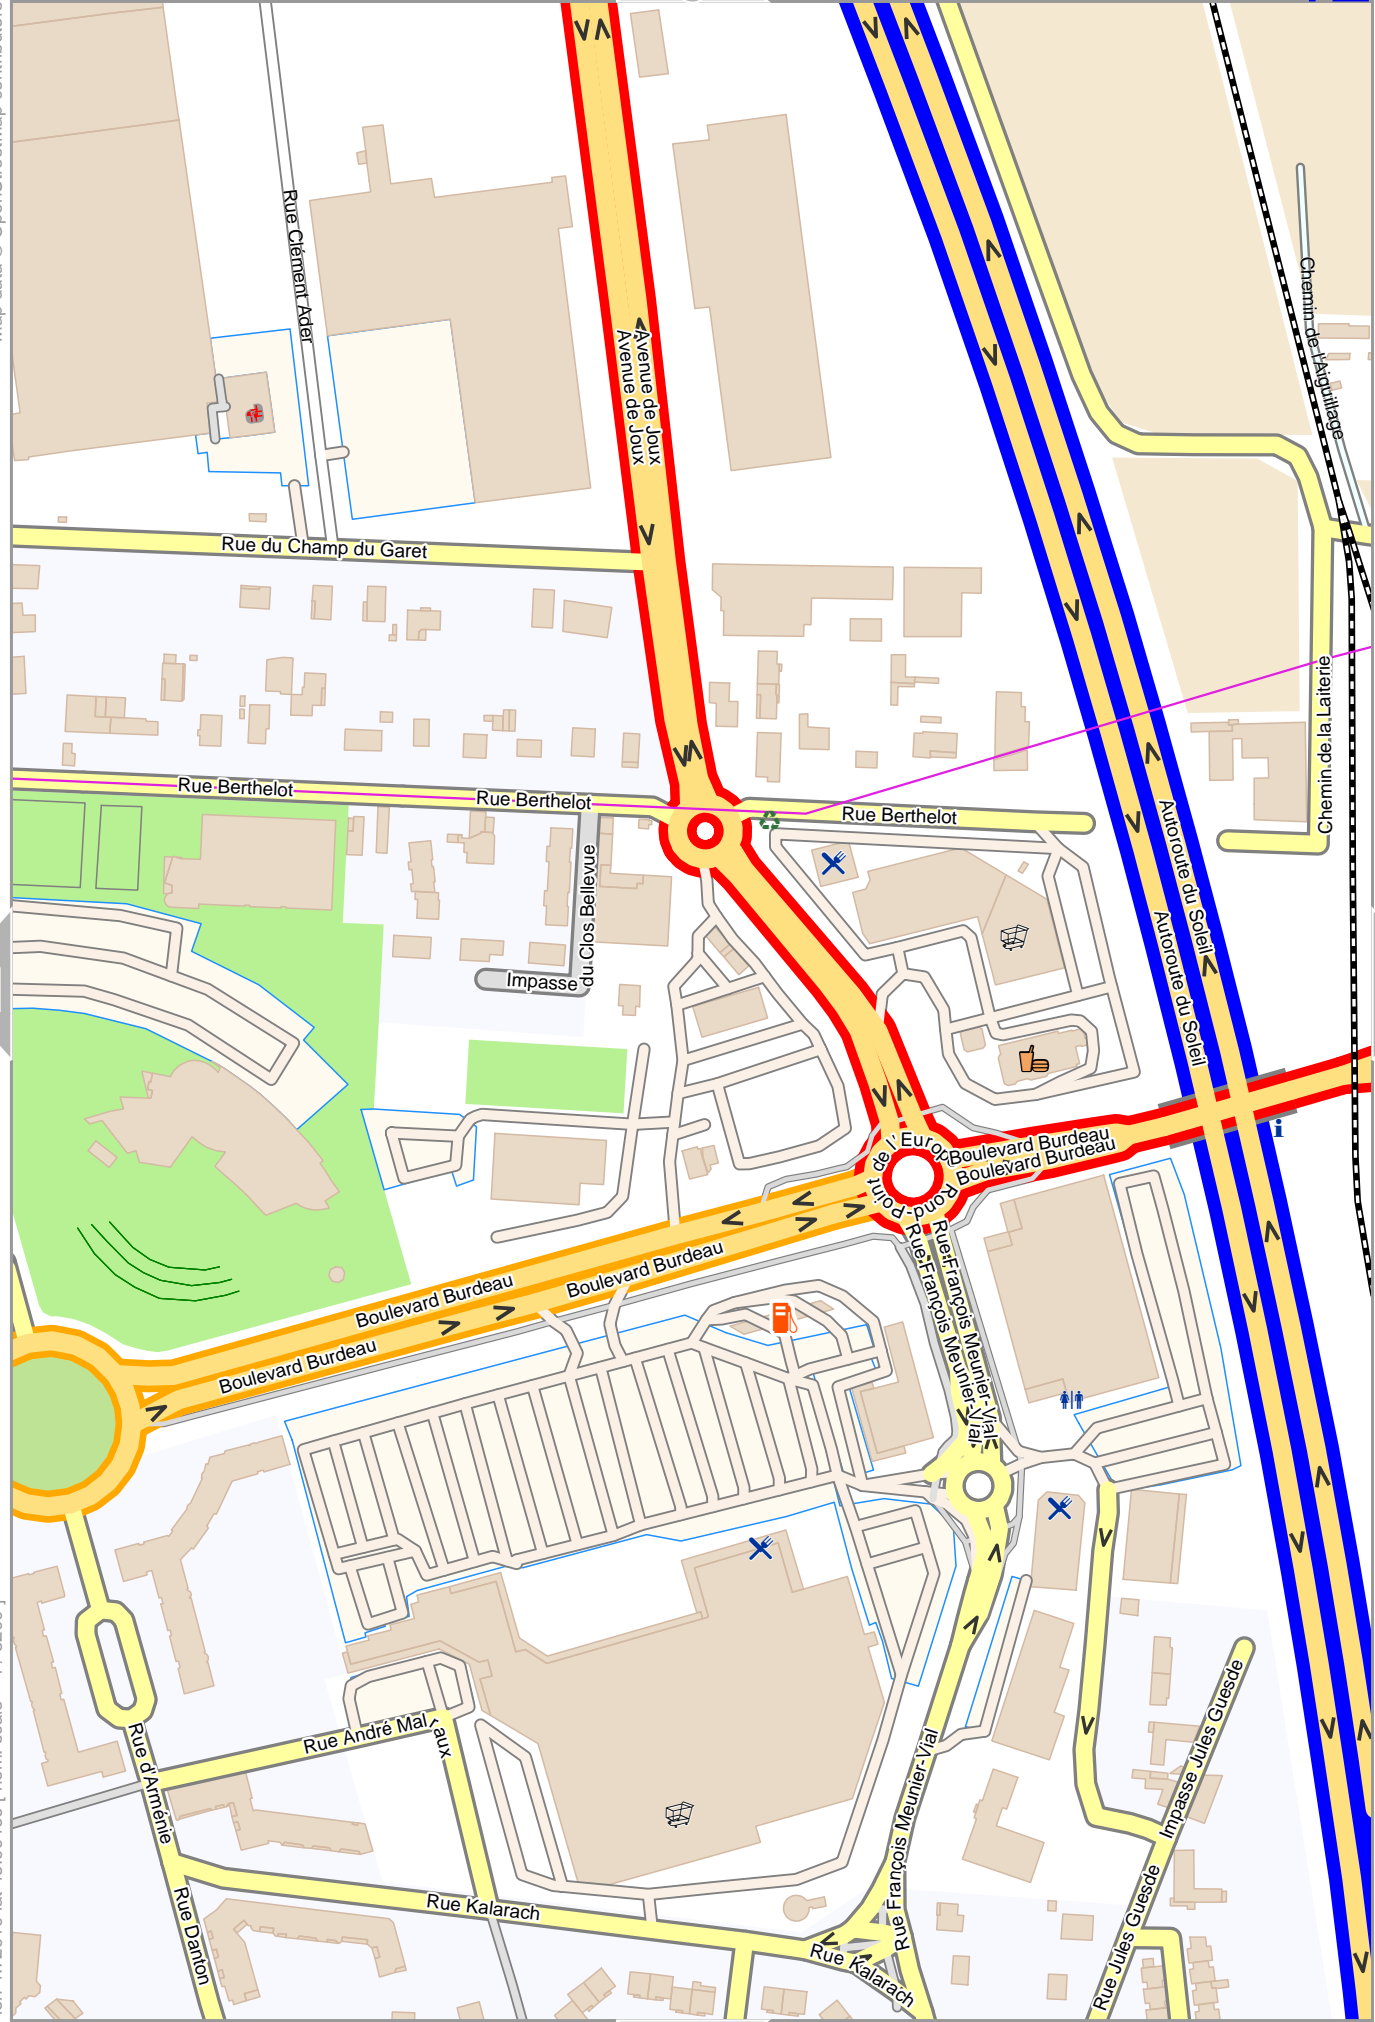 Rue Clément Ader
Avenue de Joux
Avenue de Joux
Chemin de l'Aiguillage
Rue du Champ du Garet
Chemin de la Laiterie
Rue Berthelot
Rue Berthelot
Rue Berthelot
Impasse du Clos Bellevue
Autoroute du Soleil
Autoroute du Soleil
Rond-Point de l'Europe
Boulevard Burdeau
Boulevard Burdeau
i
Boulevard Burdeau
Boulevard Burdeau
Boulevard Burdeau
Rue François Meunier-Vial
Rue François Meunier-Vial
Rue André Malraux
Rue d'Arménie
Rue François Meunier-Vial
Impasse Jules Guesde
Rue Jules Guesde
Rue Kalarach
Rue Kalarach
Rue Danton